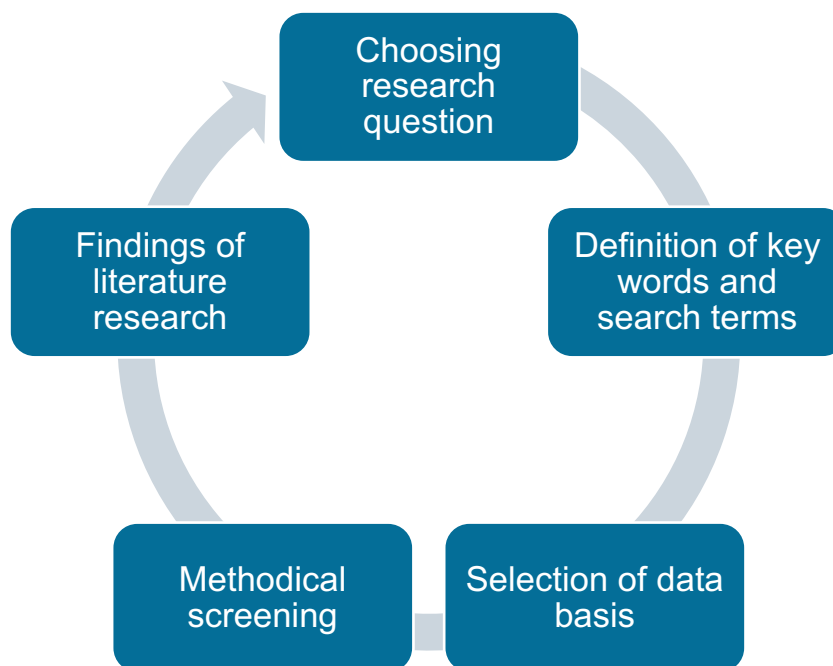 Choosing
research
question
Definition of key
words and
search terms
Selection of data
basis
Methodical
screening
Findings of
literature
research